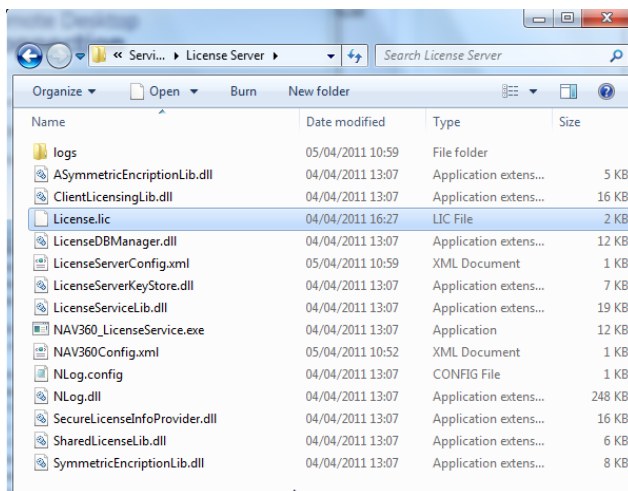 « Servi... ▸ License Server ▸ Search License Server
Organize ▾ Open ▾ Burn New folder
Name Date modified Type Size
logs 05/04/2011 10:59 File folder
ASymmetricEncriptionLib.dll 04/04/2011 13:07 Application extens... 5 KB
ClientLicensingLib.dll 04/04/2011 13:07 Application extens... 16 KB
License.lic 04/04/2011 16:27 LIC File 2 KB
LicenseDBManager.dll 04/04/2011 13:07 Application extens... 12 KB
LicenseServerConfig.xml 05/04/2011 10:59 XML Document 1 KB
LicenseServerKeyStore.dll 04/04/2011 13:07 Application extens... 7 KB
LicenseServiceLib.dll 04/04/2011 13:07 Application extens... 19 KB
NAV360_LicenseService.exe 04/04/2011 13:07 Application 12 KB
NAV360Config.xml 05/04/2011 10:52 XML Document 1 KB
NLog.config 04/04/2011 13:07 CONFIG File 1 KB
NLog.dll 04/04/2011 13:07 Application extens... 248 KB
SecureLicenseInfoProvider.dll 04/04/2011 13:07 Application extens... 16 KB
SharedLicenseLib.dll 04/04/2011 13:07 Application extens... 6 KB
SymmetricEncriptionLib.dll 04/04/2011 13:07 Application extens... 8 KB